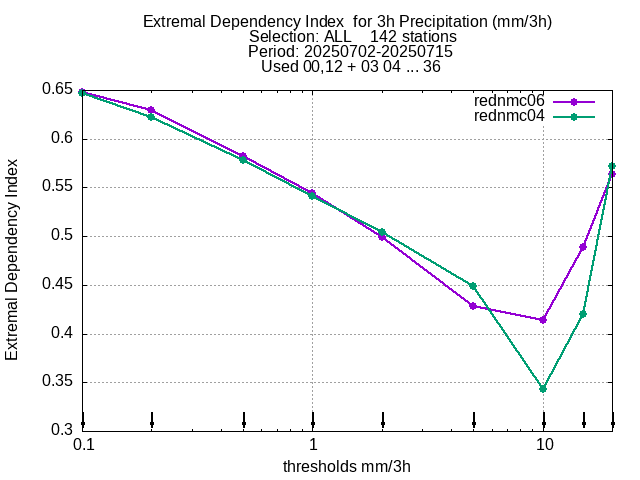 Extremal Dependency Index  for 3h Precipitation (mm/3h)
Selection: ALL    142 stations
Period: 20250702-20250715
Used 00,12 + 03 04 ... 36
rednmc06
rednmc04
Extremal Dependency Index
0.65
0.6
0.55
0.5
0.45
0.4
0.35
0.3
0.1 1 10
thresholds mm/3h